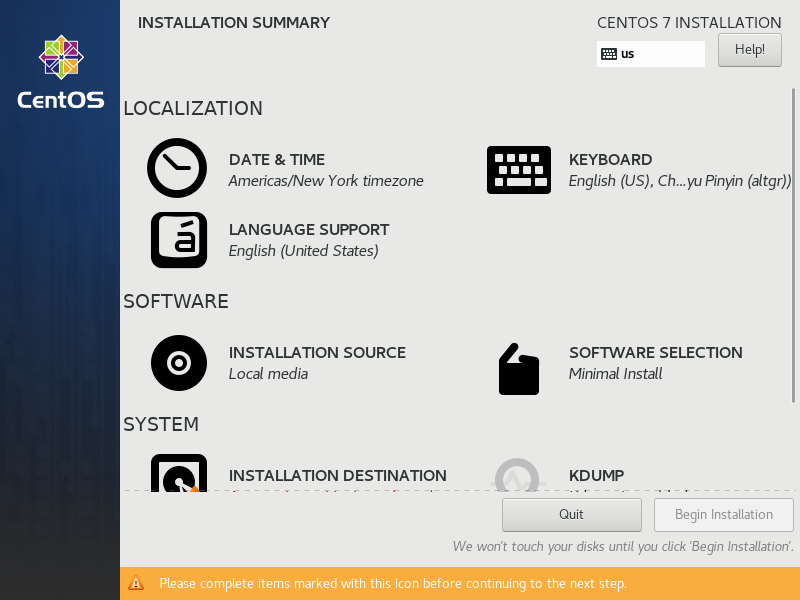 INSTALLATION SUMMARY
CENTOS 7 INSTALLATION
us
Help!
CentOS
LOCALIZATION
DATE & TIME
Americas/New York timezone
KEYBOARD
English (US), Ch...yu Pinyin (altgr))
á
LANGUAGE SUPPORT
English (United States)
SOFTWARE
INSTALLATION SOURCE
Local media
SOFTWARE SELECTION
Minimal Install
SYSTEM
INSTALLATION DESTINATION
KDUMP
Quit
Begin Installation
We won't touch your disks until you click 'Begin Installation'.
Please complete items marked with this icon before continuing to the next step.